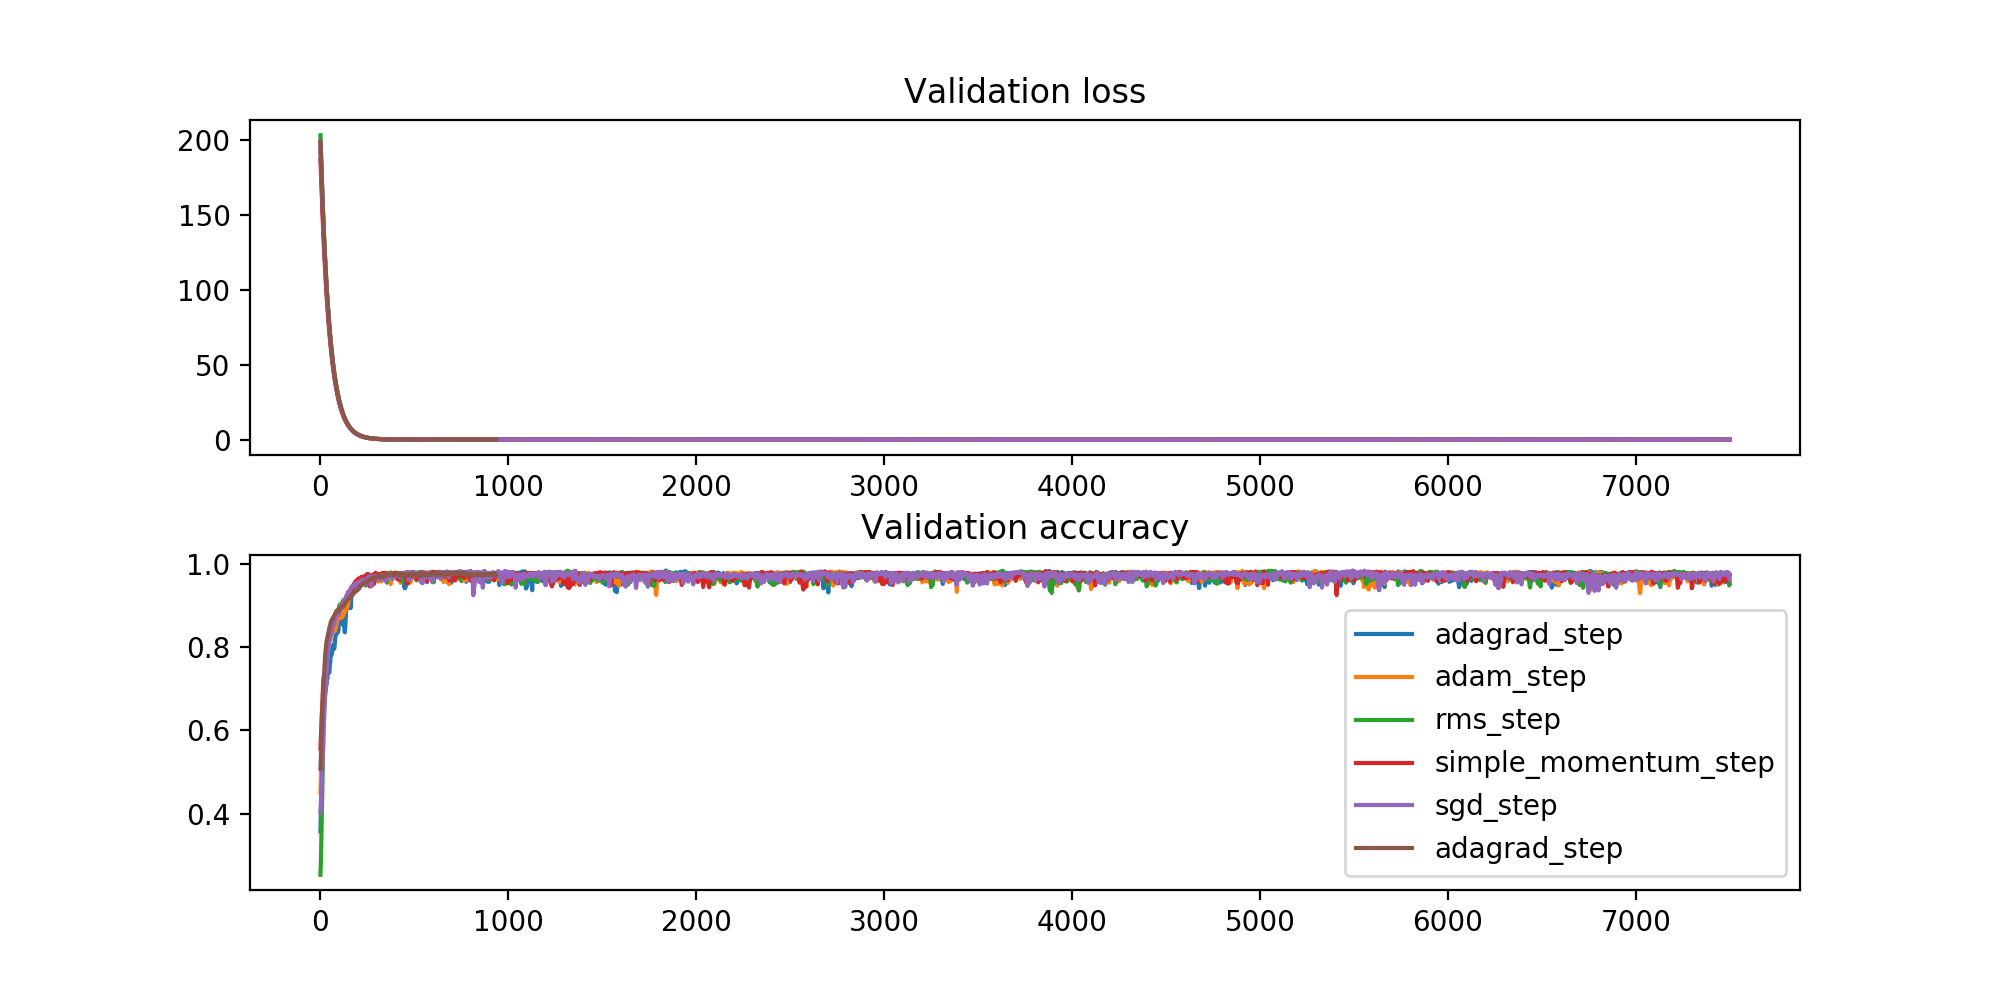 Validation loss
200
150
100
50
0
0 1000 2000 3000 4000 5000 6000 7000
Validation accuracy
1.0
0.8
0.6
0.4
adagrad_step
adam_step
rms_step
simple_momentum_step
sgd_step
adagrad_step
0 1000 2000 3000 4000 5000 6000 7000